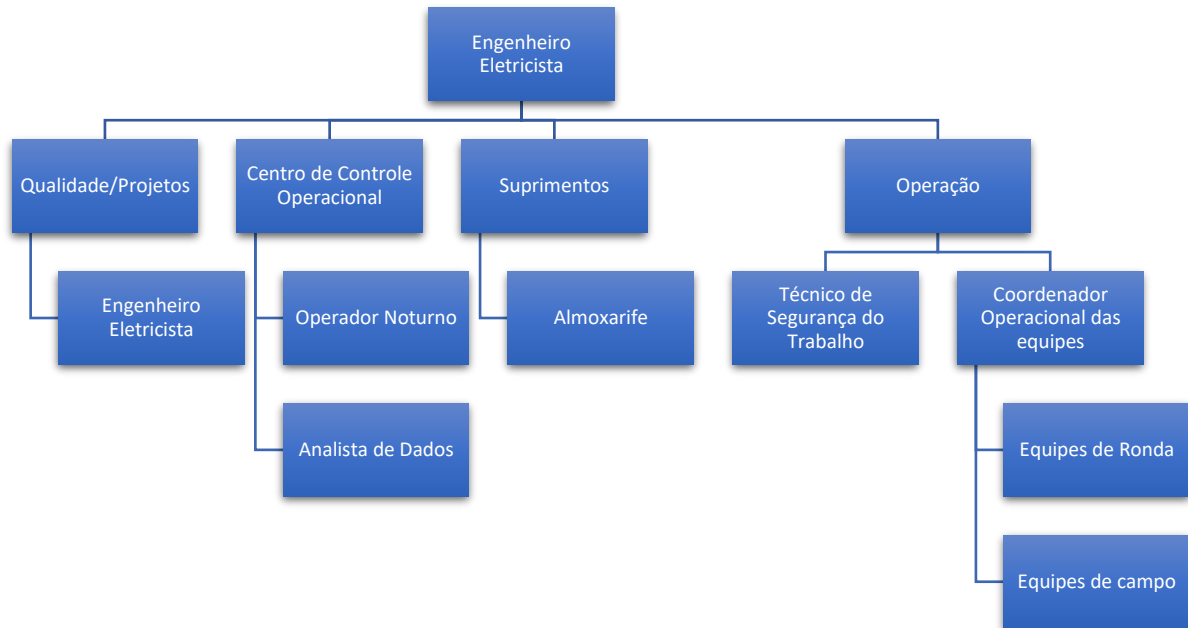 Engenheiro
Eletricista
Qualidade/Projetos
Centro de Controle
Operacional
Suprimentos
Operação
Engenheiro
Eletricista
Operador Noturno
Almoxarife
Técnico de
Segurança do
Trabalho
Coordenador
Operacional das
equipes
Analista de Dados
Equipes de Ronda
Equipes de campo